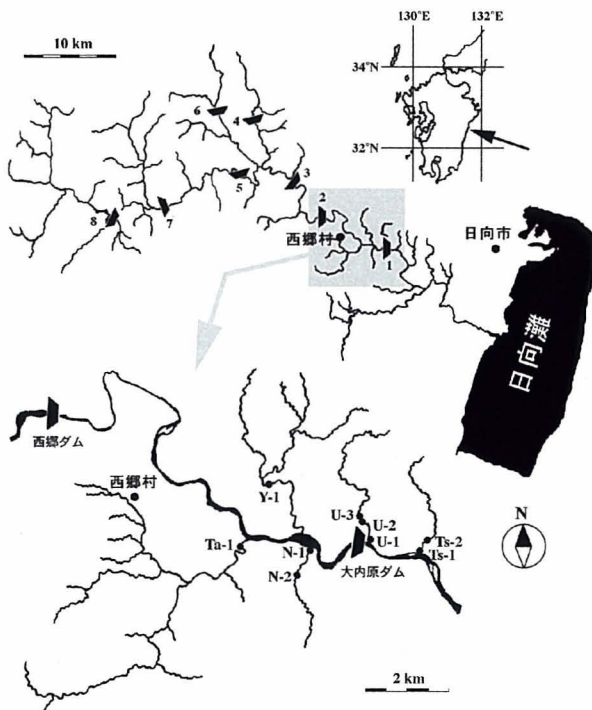 10 km
130°E
132°E
34°N
32°N
6
4
3
5
8
7
2
西郷村
1
日向市
日向灘
西郷ダム
西郷村
Y-1
U-3
U-2
U-1
Ts-2
Ts-1
Ta-1
N-1
N-2
大内原ダム
N
2 km